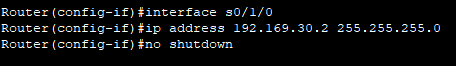 Router(config-if)#interface s0/1/0
Router(config-if)#ip address 192.169.30.2 255.255.255.0
Router(config-if)#no shutdown